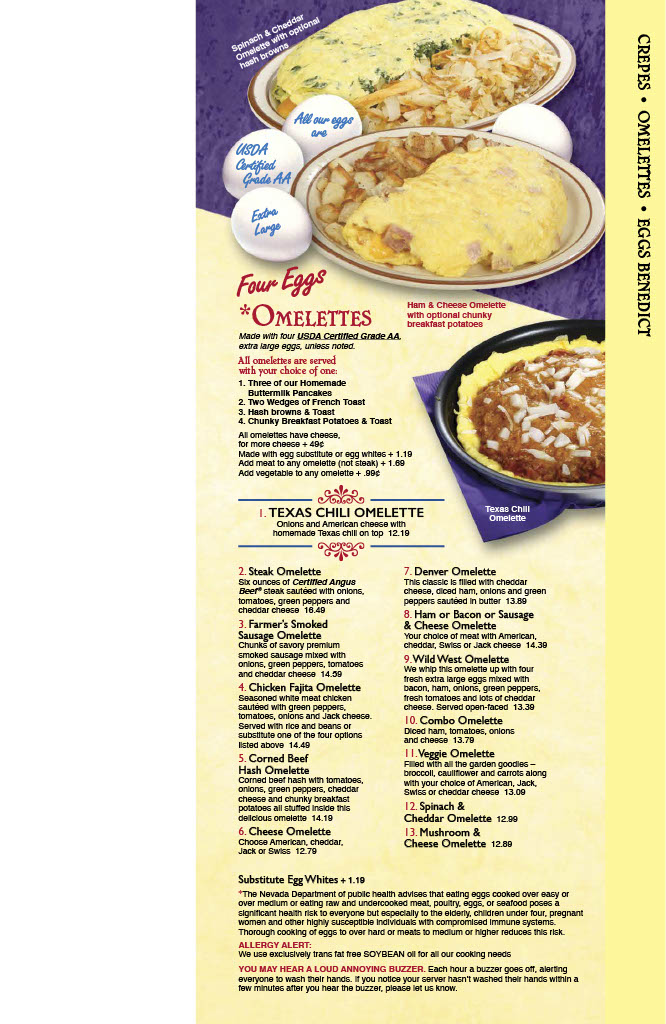 Spinach & Cheddar
Omelette with optional
hash browns
All our eggs
are
USDA
Certified
Grade AA
Extra
Large
CREPES • OMELETTES • EGGS BENEDICT
Four Eggs
*OMELETTES
Made with four USDA Certified Grade AA,
extra large eggs, unless noted.
Ham & Cheese Omelette
with optional chunky
breakfast potatoes
All omelettes are served
with your choice of one:
1. Three of our Homemade
Buttermilk Pancakes
2. Two Wedges of French Toast
3. Hash browns & Toast
4. Chunky Breakfast Potatoes & Toast
All omelettes have cheese,
for more cheese + 49¢
Made with egg substitute or egg whites + 1.19
Add meat to any omelette (not steak) + 1.69
Add vegetable to any omelette + .99¢
Texas Chili
Omelette
1. TEXAS CHILI OMELETTE
Onions and American cheese with
homemade Texas chili on top 12.19
2. Steak Omelette
Six ounces of Certified Angus
Beef® steak sautéed with onions,
tomatoes, green peppers and
cheddar cheese 16.49
3. Farmer's Smoked
Sausage Omelette
Chunks of savory premium
smoked sausage mixed with
onions, green peppers, tomatoes
and cheddar cheese 14.59
4. Chicken Fajita Omelette
Seasoned white meat chicken
sautéed with green peppers,
tomatoes, onions and Jack cheese.
Served with rice and beans or
substitute one of the four options
listed above 14.49
5. Corned Beef
Hash Omelette
Corned beef hash with tomatoes,
onions, green peppers, cheddar
cheese and chunky breakfast
potatoes all stuffed inside this
delicious omelette 14.19
6. Cheese Omelette
Choose American, cheddar,
Jack or Swiss 12.79
7. Denver Omelette
This classic is filled with cheddar
cheese, diced ham, onions and green
peppers sautéed in butter 13.89
8. Ham or Bacon or Sausage
& Cheese Omelette
Your choice of meat with American,
cheddar, Swiss or Jack cheese 14.39
9. Wild West Omelette
We whip this omelette up with four
fresh extra large eggs mixed with
bacon, ham, onions, green peppers,
fresh tomatoes and lots of cheddar
cheese. Served open-faced 13.39
10. Combo Omelette
Diced ham, tomatoes, onions
and cheese 13.79
11. Veggie Omelette
Filled with all the garden goodies –
broccoli, cauliflower and carrots along
with your choice of American, Jack,
Swiss or cheddar cheese 13.09
12. Spinach &
Cheddar Omelette 12.99
13. Mushroom &
Cheese Omelette 12.89
Substitute Egg Whites + 1.19
*The Nevada Department of public health advises that eating eggs cooked over easy or
over medium or eating raw and undercooked meat, poultry, eggs, or seafood poses a
significant health risk to everyone but especially to the elderly, children under four, pregnant
women and other highly susceptible individuals with compromised immune systems.
Thorough cooking of eggs to over hard or meats to medium or higher reduces this risk.
ALLERGY ALERT:
We use exclusively trans fat free SOYBEAN oil for all our cooking needs
YOU MAY HEAR A LOUD ANNOYING BUZZER. Each hour a buzzer goes off, alerting
everyone to wash their hands. If you notice your server hasn't washed their hands within a
few minutes after you hear the buzzer, please let us know.